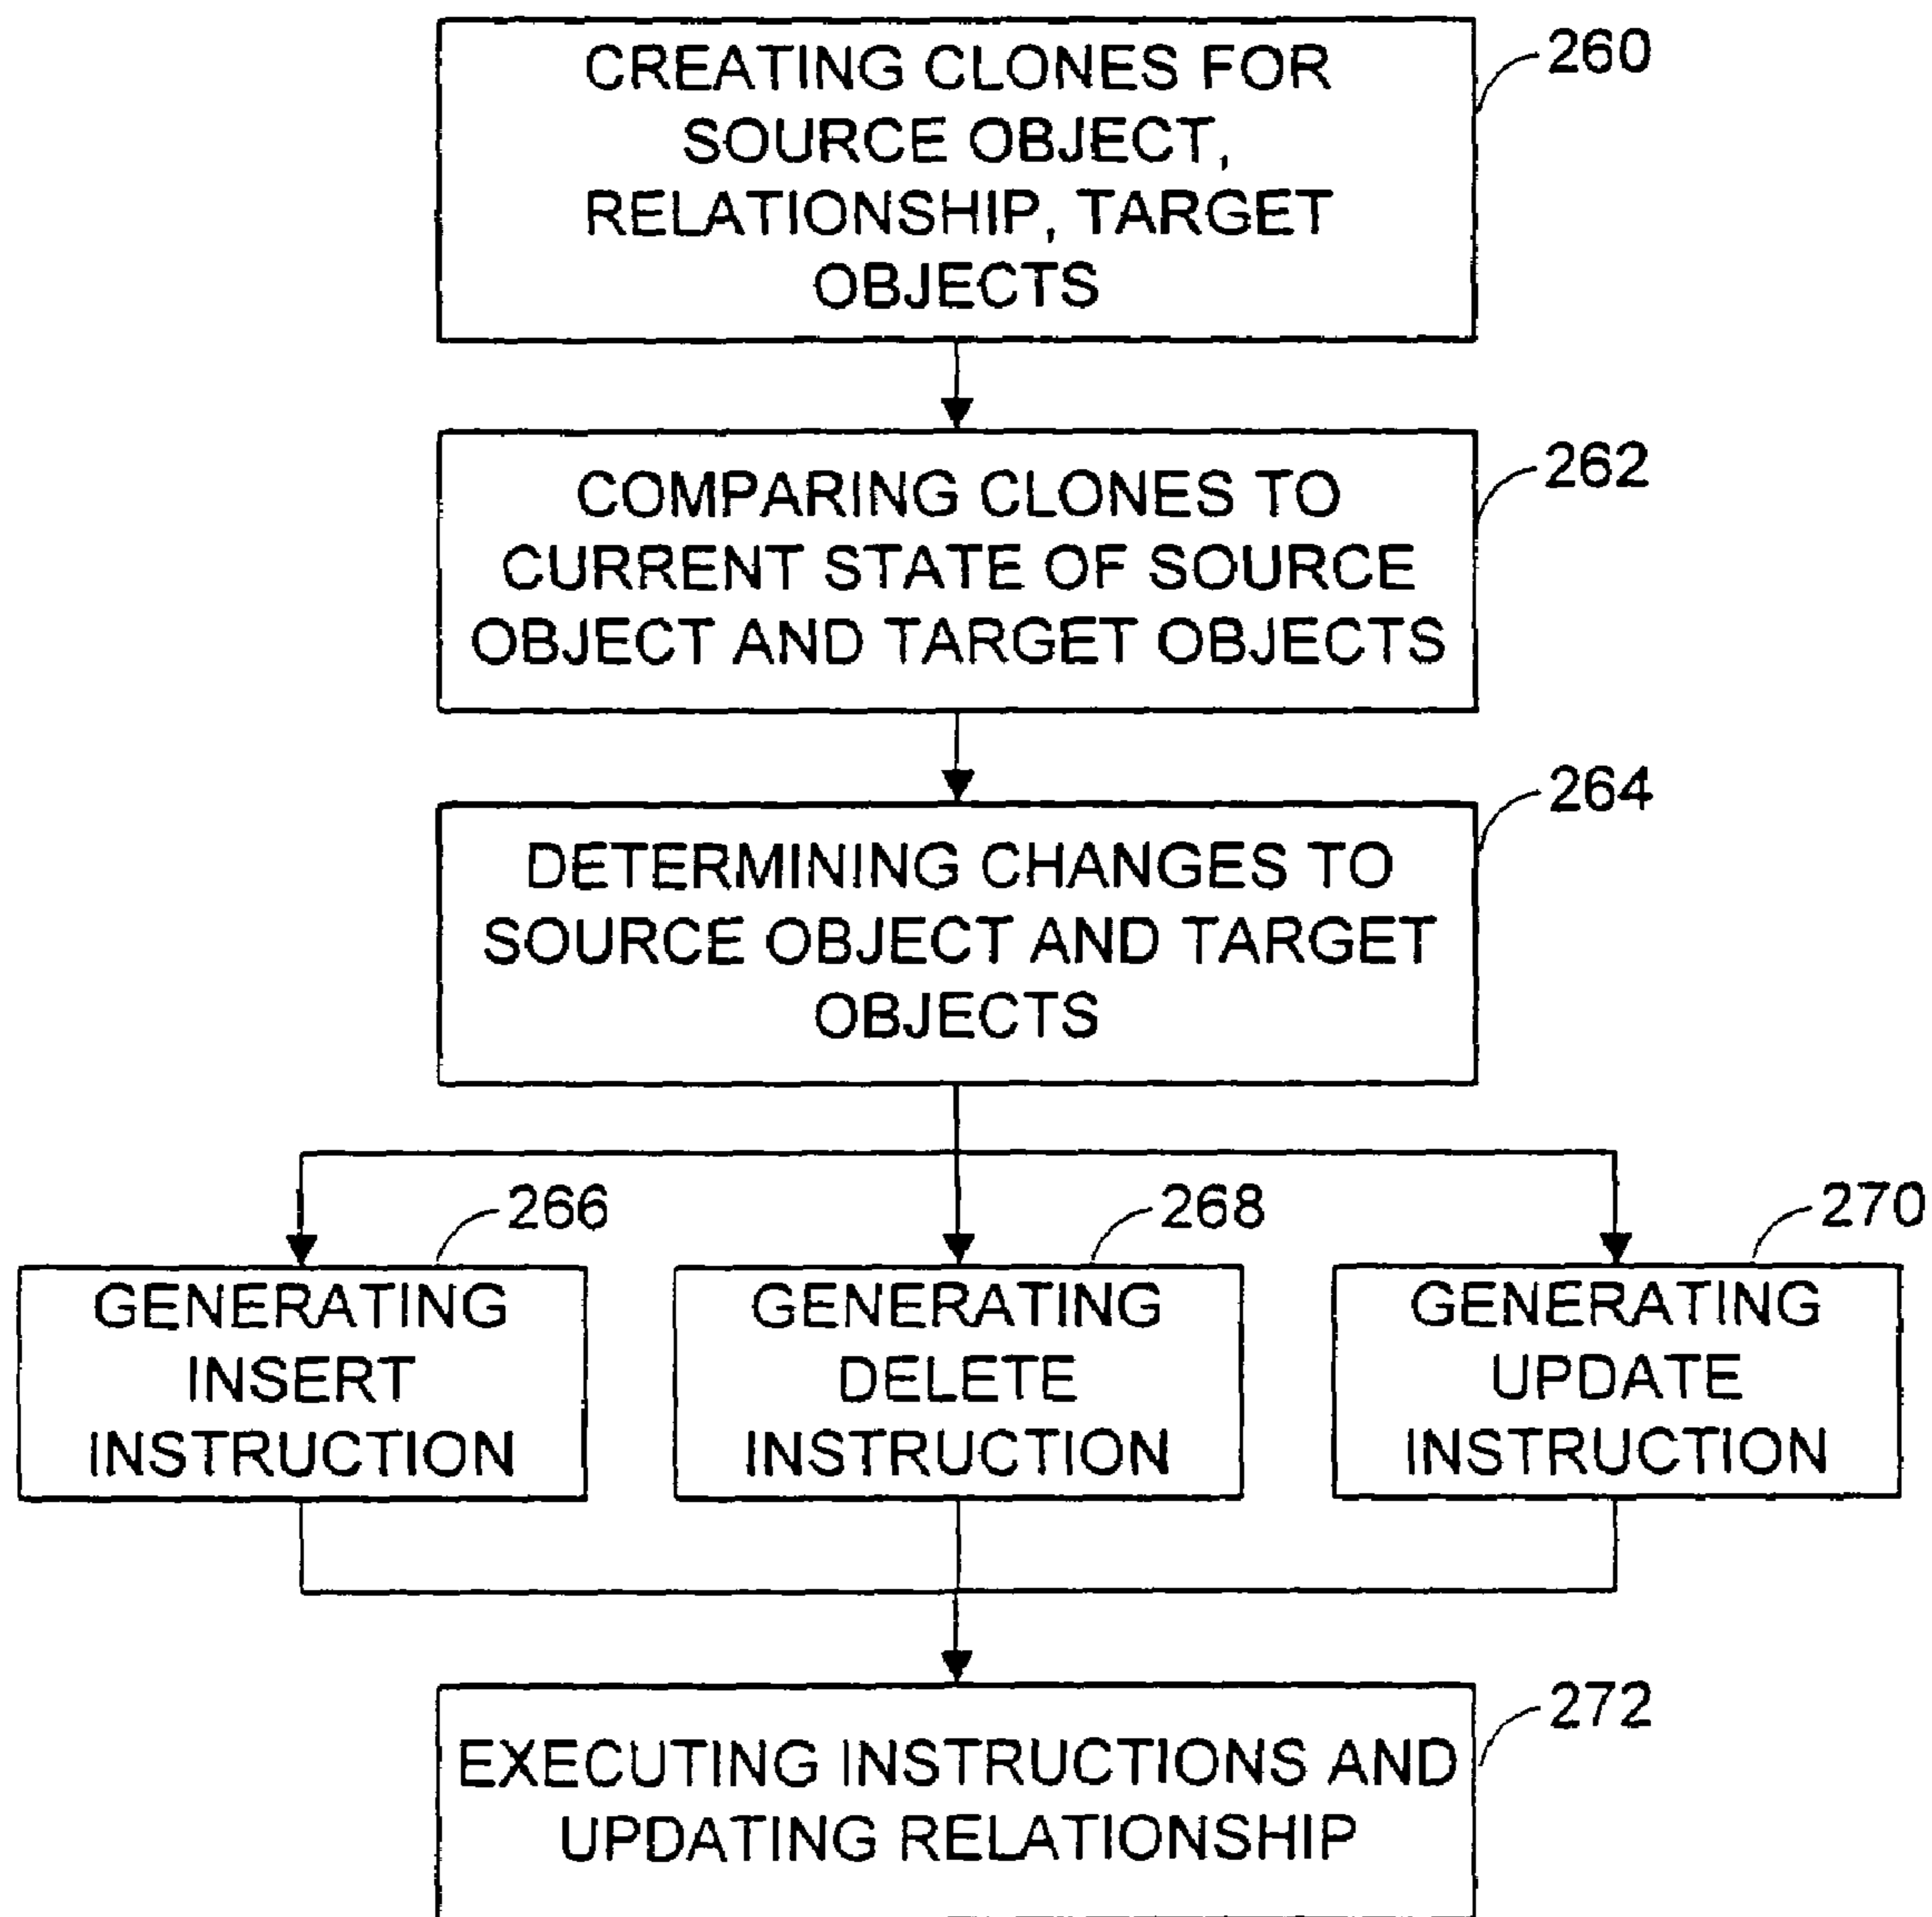 CREATING CLONES FOR
SOURCE OBJECT,
RELATIONSHIP, TARGET
OBJECTS
260
COMPARING CLONES TO
CURRENT STATE OF SOURCE
OBJECT AND TARGET OBJECTS
262
DETERMINING CHANGES TO
SOURCE OBJECT AND TARGET
OBJECTS
264
266
GENERATING
INSERT
INSTRUCTION
268
GENERATING
DELETE
INSTRUCTION
270
GENERATING
UPDATE
INSTRUCTION
272
EXECUTING INSTRUCTIONS AND
UPDATING RELATIONSHIP